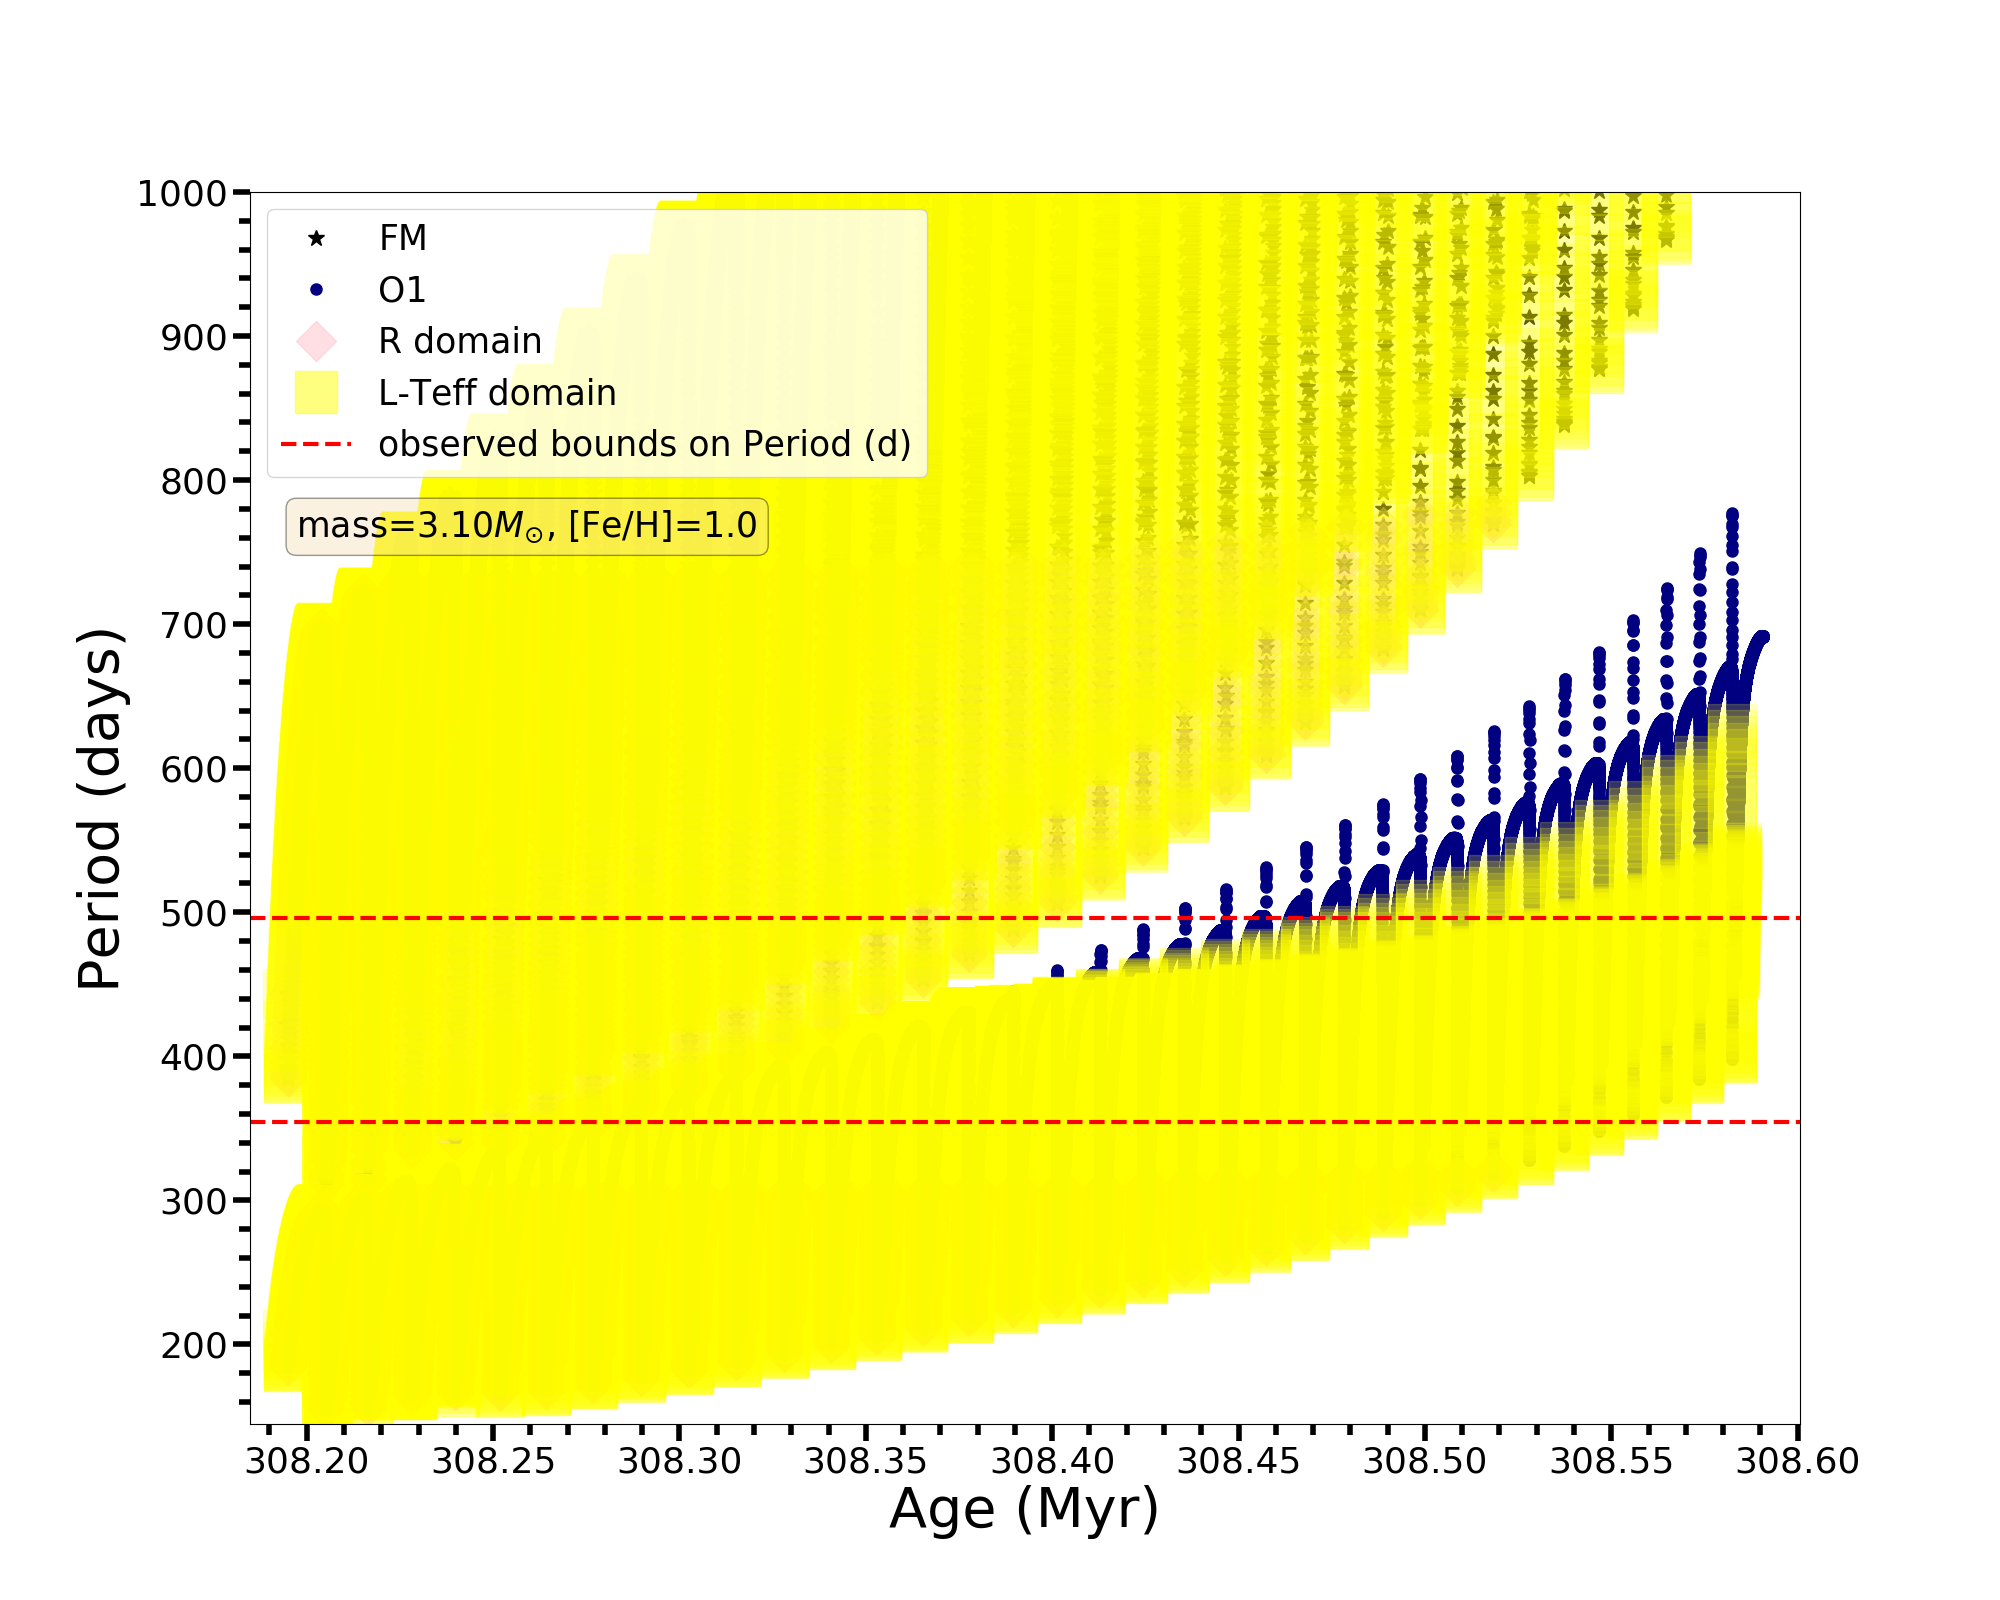 1000
900
800
700
600
500
400
300
200
Period (days)
FM
O1
R domain
L-Teff domain
observed bounds on Period (d)
mass=3.10M⊙, [Fe/H]=1.0
308.20 308.25 308.30 308.35 308.40 308.45 308.50 308.55 308.60
Age (Myr)